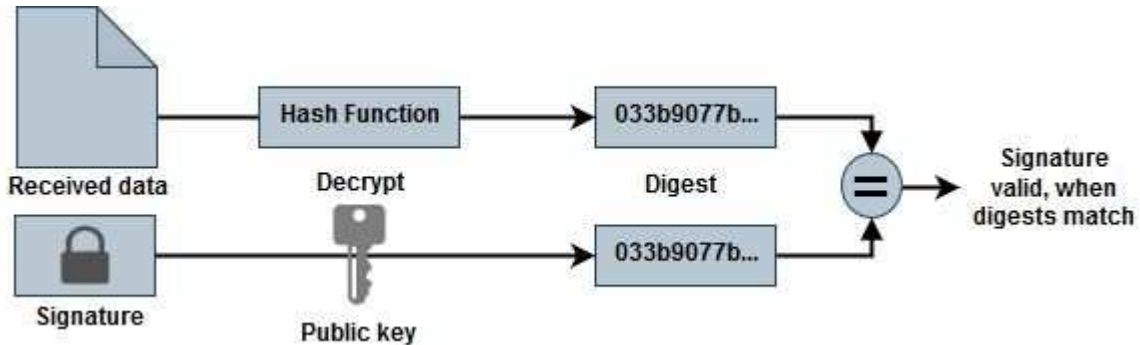 Hash Function
033b9077b...
Received data
Decrypt
Digest
=
Signature
valid, when
digests match
033b9077b...
Signature
Public key